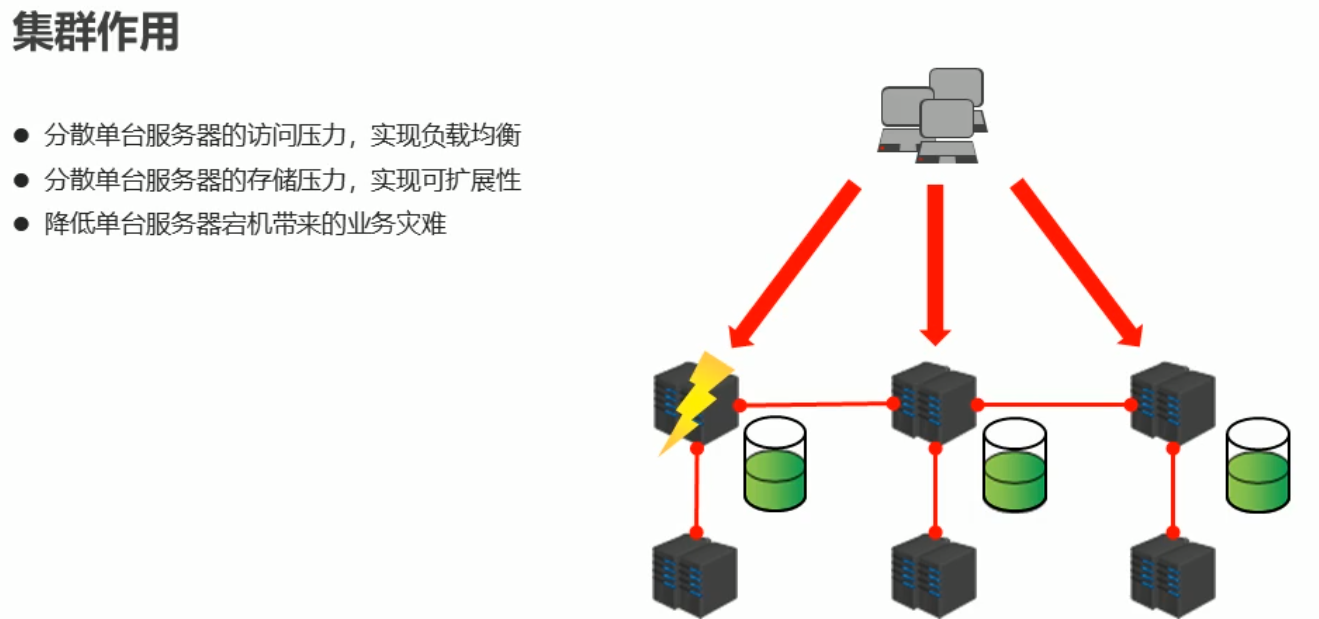 集群作用
● 分散单台服务器的访问压力，实现负载均衡
● 分散单台服务器的存储压力，实现可扩展性
● 降低单台服务器宕机带来的业务灾难